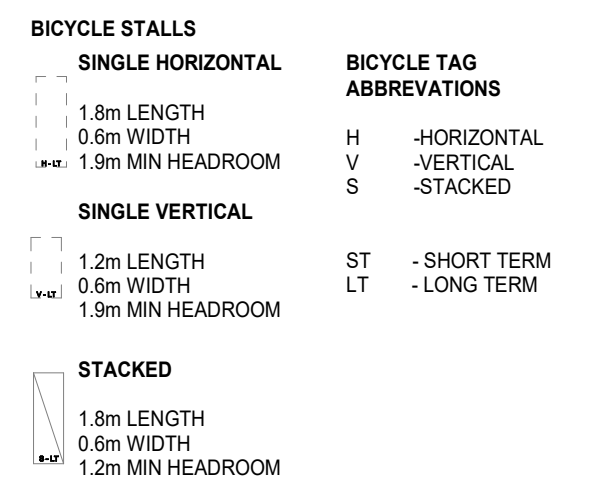 BICYCLE STALLS
SINGLE HORIZONTAL
1.8m LENGTH
0.6m WIDTH
H-LT
1.9m MIN HEADROOM
SINGLE VERTICAL
1.2m LENGTH
0.6m WIDTH
V-LT
1.9m MIN HEADROOM
STACKED
1.8m LENGTH
0.6m WIDTH
S-LT
1.2m MIN HEADROOM
BICYCLE TAG
ABBREVATIONS
H -HORIZONTAL
V -VERTICAL
S -STACKED
ST - SHORT TERM
LT - LONG TERM